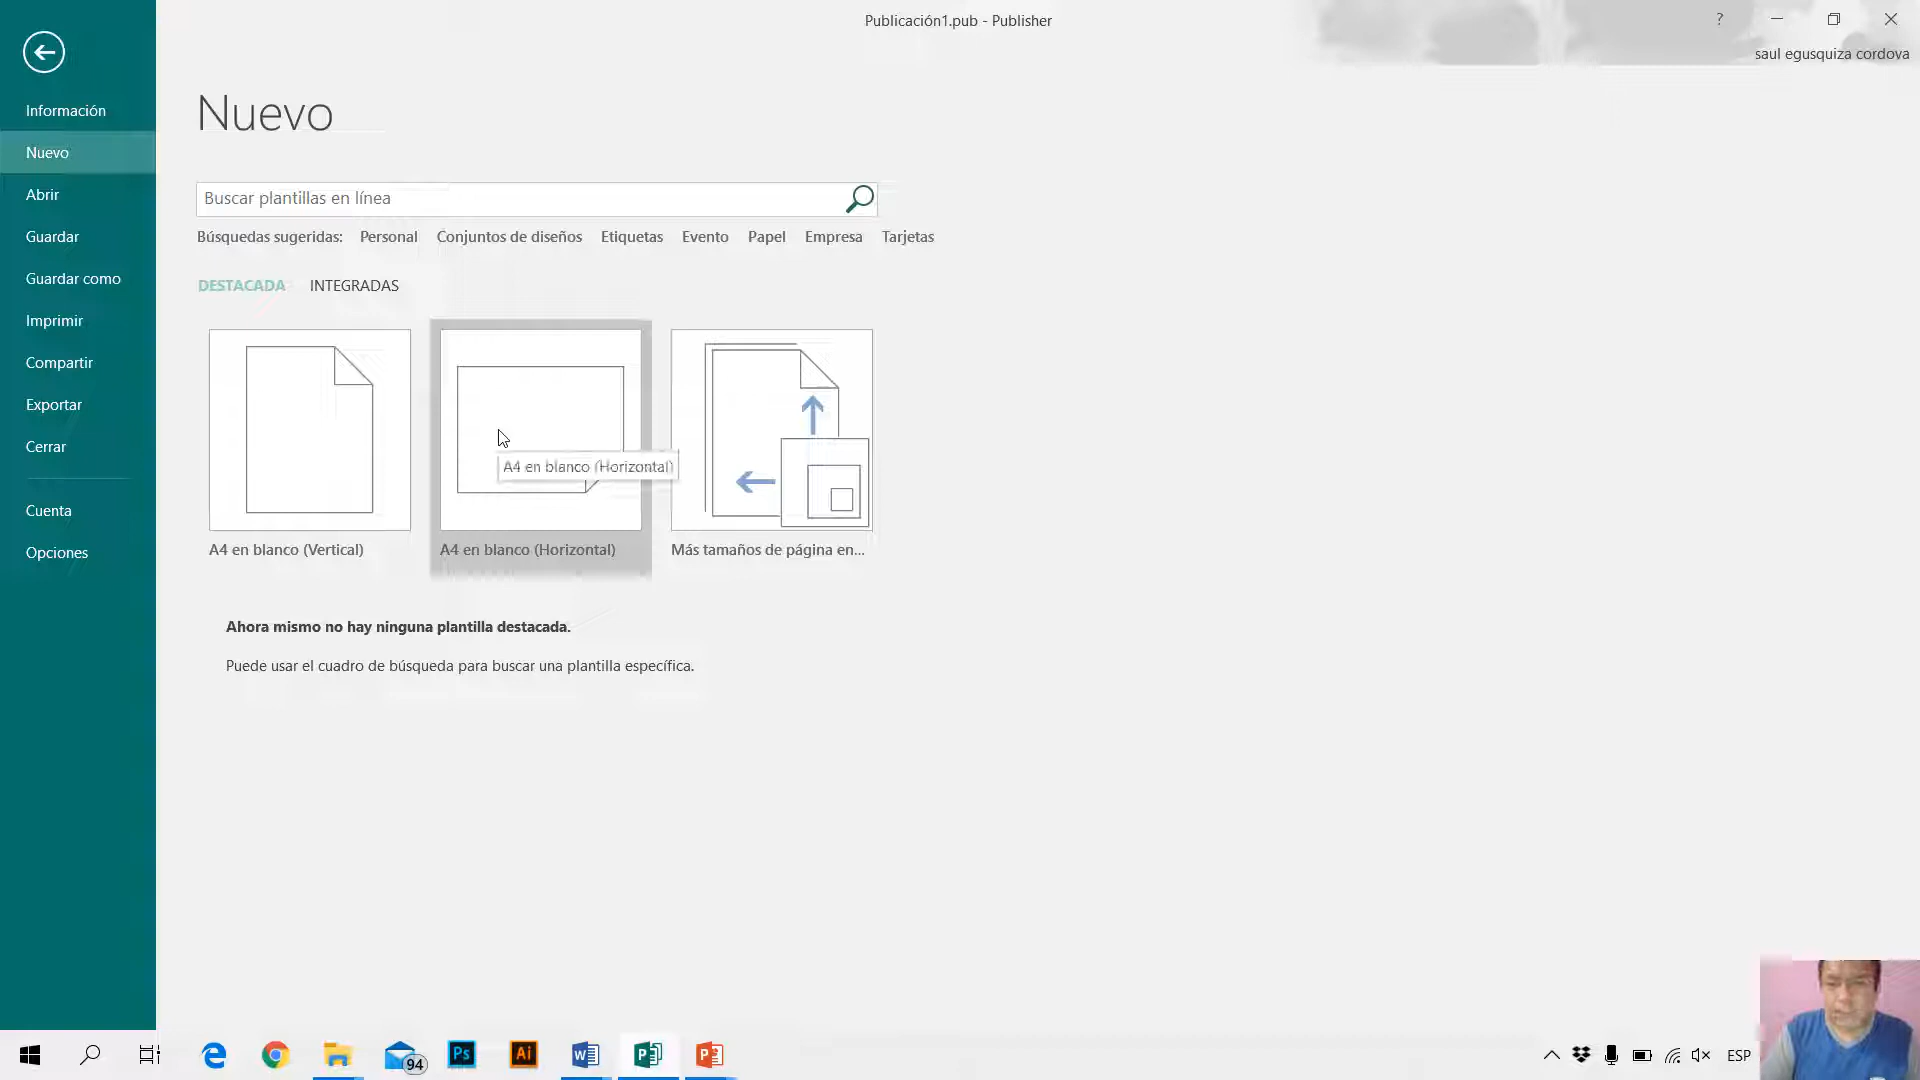 Publicación1.pub - Publisher
?
saul egusquiza cordova
Información
Nuevo
Abrir
Guardar
Guardar como
Imprimir
Compartir
Exportar
Cerrar
Cuenta
Opciones
Nuevo
Buscar plantillas en línea
Búsquedas sugeridas: Personal Conjuntos de diseños Etiquetas Evento Papel Empresa Tarjetas
DESTACADA INTEGRADAS
A4 en blanco (Horizontal)
A4 en blanco (Vertical) A4 en blanco (Horizontal) Más tamaños de página en...
Ahora mismo no hay ninguna plantilla destacada.
Puede usar el cuadro de búsqueda para buscar una plantilla específica.
94 Ps Ai W P P ESP